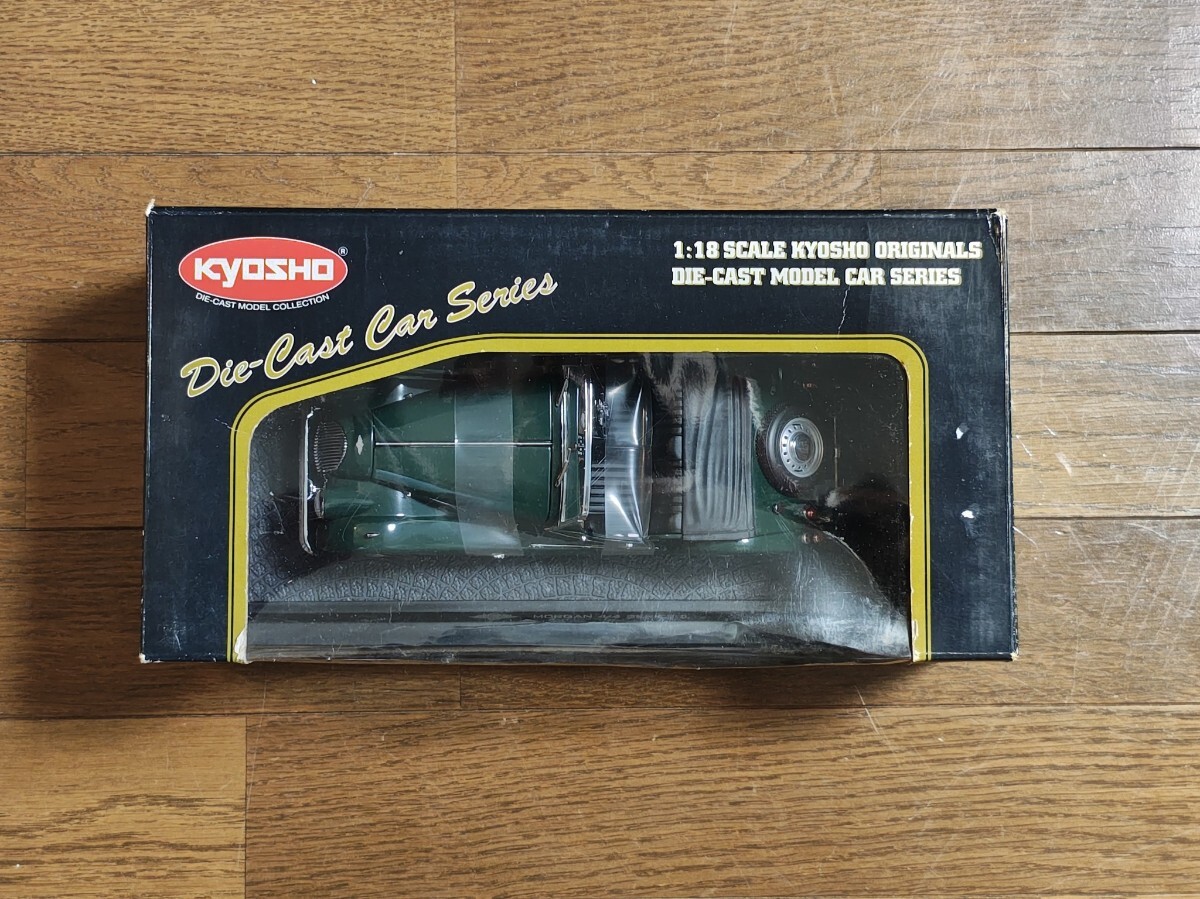 KYOSHO®
DIE-CAST MODEL COLLECTION
Die-Cast Car Series
1:18 SCALE KYOSHO ORIGINALS
DIE-CAST MODEL CAR SERIES
MORGAN